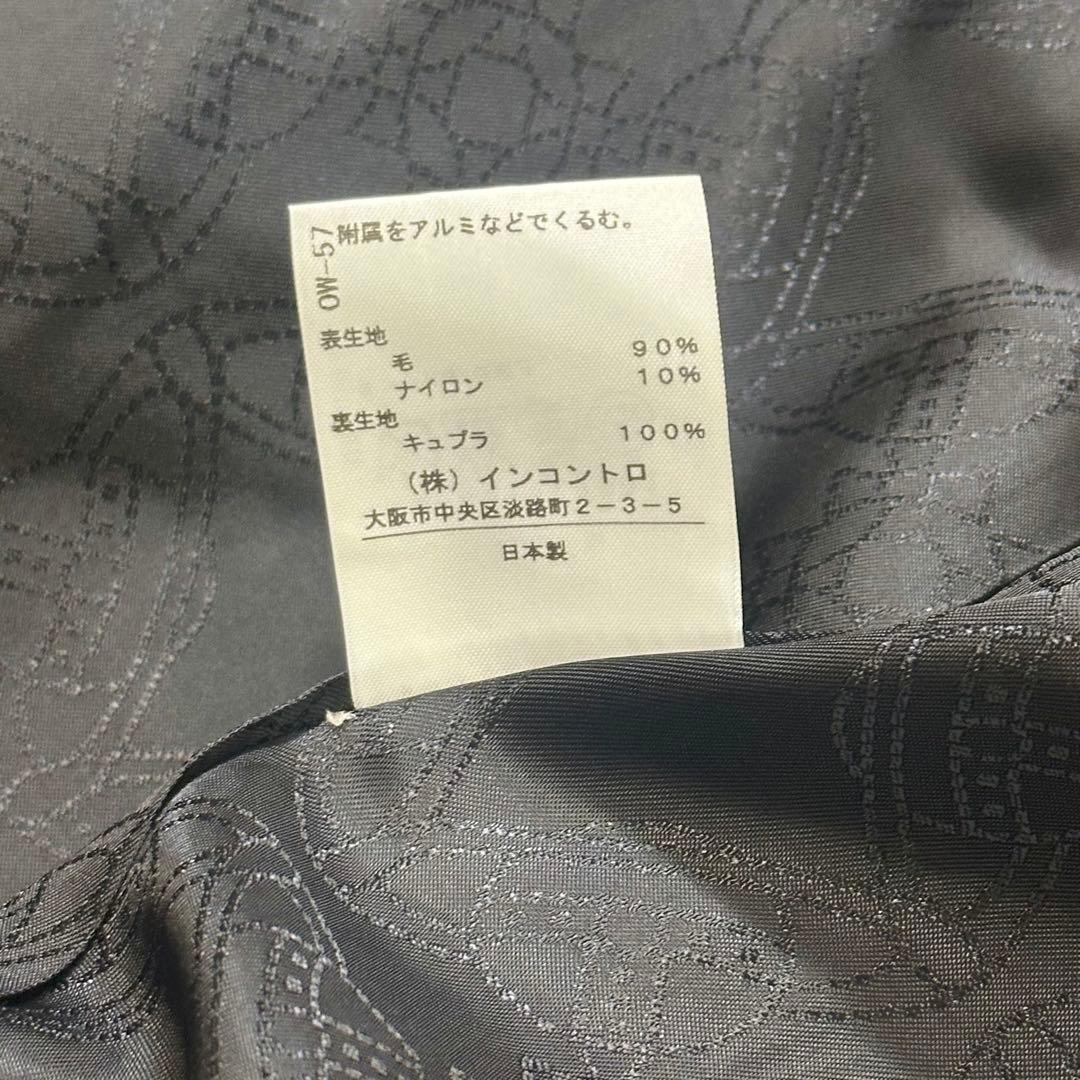 附属をアルミなどでくるむ。
OW-57
表生地
毛 90%
ナイロン 10%
裏生地
キュプラ 100%
(株)インコントロ
大阪市中央区淡路町2-3-5
日本製